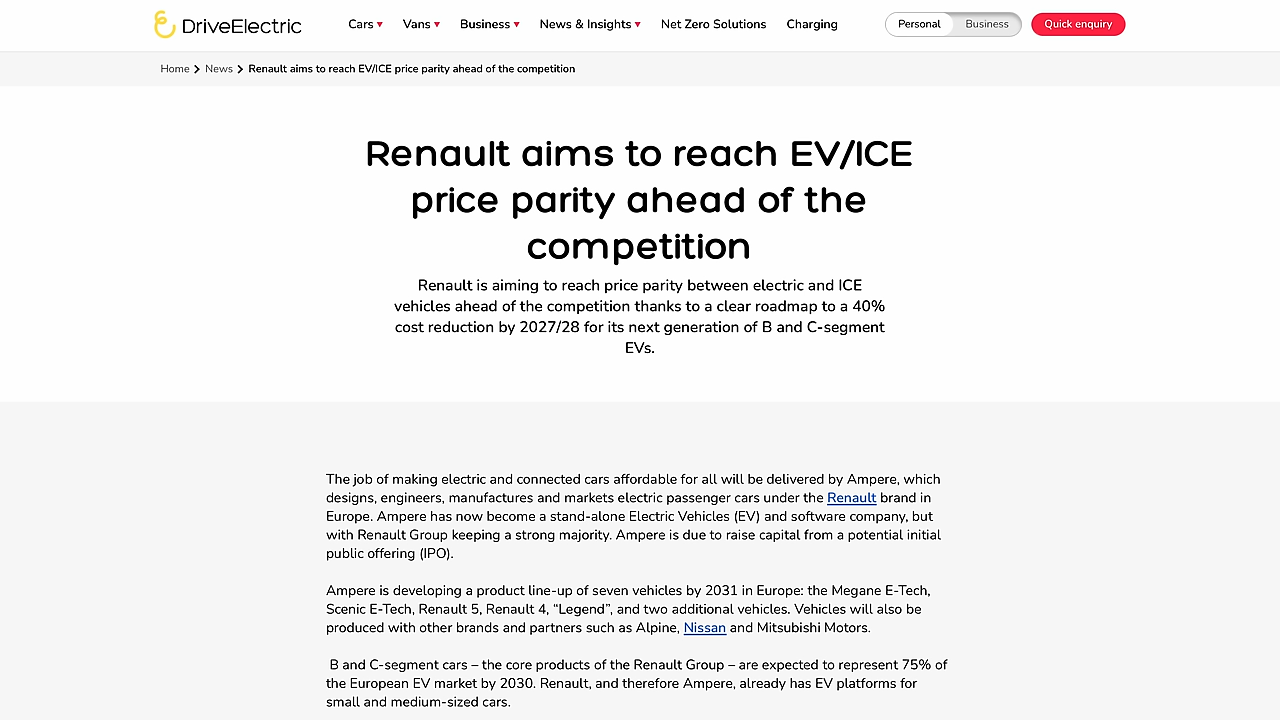 DriveElectric Cars Vans Business News & Insights Net Zero Solutions Charging Personal Business Quick enquiry
Home News Renault aims to reach EV/ICE price parity ahead of the competition
Renault aims to reach EV/ICE
price parity ahead of the
competition
Renault is aiming to reach price parity between electric and ICE
vehicles ahead of the competition thanks to a clear roadmap to a 40%
cost reduction by 2027/28 for its next generation of B and C-segment
EVs.
The job of making electric and connected cars affordable for all will be delivered by Ampere, which
designs, engineers, manufactures and markets electric passenger cars under the Renault brand in
Europe. Ampere has now become a stand-alone Electric Vehicles (EV) and software company, but
with Renault Group keeping a strong majority. Ampere is due to raise capital from a potential initial
public offering (IPO).
Ampere is developing a product line-up of seven vehicles by 2031 in Europe: the Megane E-Tech,
Scenic E-Tech, Renault 5, Renault 4, “Legend”, and two additional vehicles. Vehicles will also be
produced with other brands and partners such as Alpine, Nissan and Mitsubishi Motors.
B and C-segment cars – the core products of the Renault Group – are expected to represent 75% of
the European EV market by 2030. Renault, and therefore Ampere, already has EV platforms for
small and medium-sized cars.